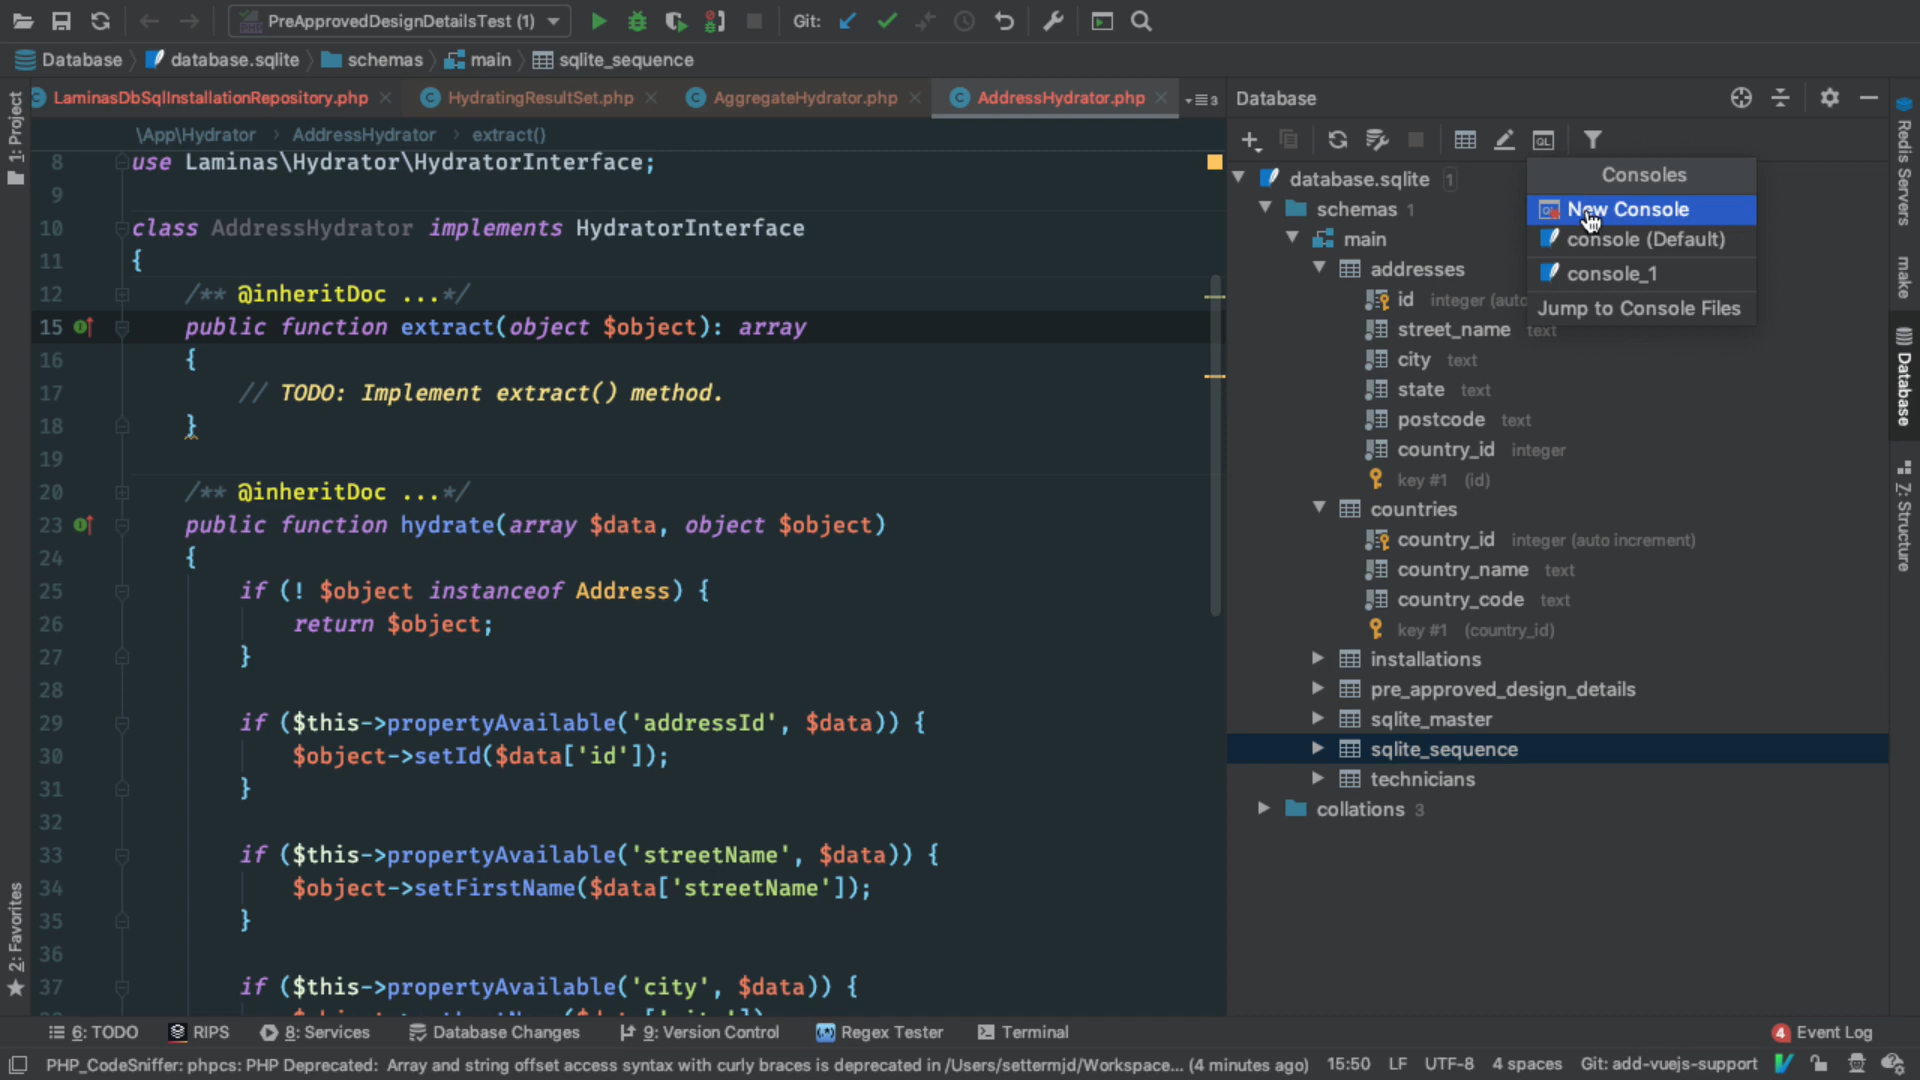 PreApprovedDesignDetailsTest (1)
Git:
Database
database.sqlite
schemas
main
sqlite_sequence
1: Project
LaminasDbSqlInstallationRepository.php
HydratingResultSet.php
AggregateHydrator.php
AddressHydrator.php
3
\App\Hydrator
AddressHydrator
extract()
8 use Laminas\Hydrator\HydratorInterface;
9
10 class AddressHydrator implements HydratorInterface
11 {
12 /** @inheritDoc ...*/
15 public function extract(object $object): array
16 {
17 // TODO: Implement extract() method.
18 }
19
20 /** @inheritDoc ...*/
23 public function hydrate(array $data, object $object)
24 {
25 if (! $object instanceof Address) {
26 return $object;
27 }
28
29 if ($this->propertyAvailable('addressId', $data)) {
30 $object->setId($data['id']);
31 }
32
33 if ($this->propertyAvailable('streetName', $data)) {
34 $object->setFirstName($data['streetName']);
35 }
36
37 if ($this->propertyAvailable('city', $data)) {
2: Favorites
Database
QL
database.sqlite 1
schemas 1
main
addresses
id integer (auto
street_name text
city text
state text
postcode text
country_id integer
key #1 (id)
countries
country_id integer (auto increment)
country_name text
country_code text
key #1 (country_id)
installations
pre_approved_design_details
sqlite_master
sqlite_sequence
technicians
collations 3
Consoles
New Console
console (Default)
console_1
Jump to Console Files
Redis Servers
make
Database
7: Structure
6: TODO
RIPS
8: Services
Database Changes
9: Version Control
Regex Tester
Terminal
4 Event Log
PHP_CodeSniffer: phpcs: PHP Deprecated: Array and string offset access syntax with curly braces is deprecated in /Users/settermjd/Workspace... (4 minutes ago)
15:50
LF
UTF-8
4 spaces
Git: add-vuejs-support